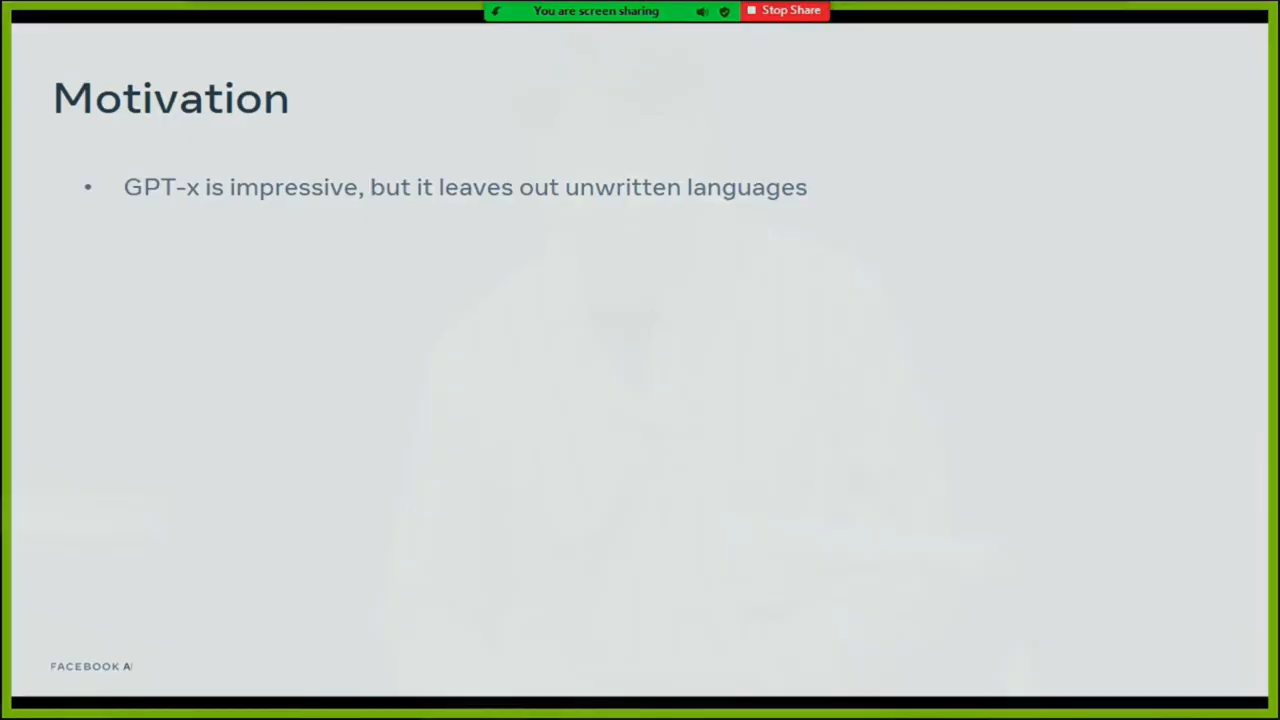 You are screen sharing
Stop Share
Motivation
• GPT-x is impressive, but it leaves out unwritten languages
FACEBOOK AI